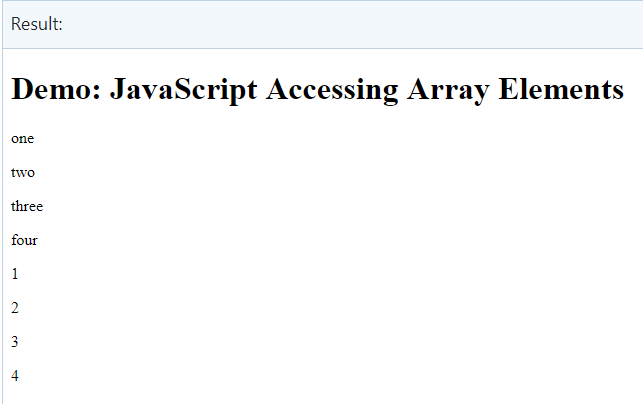 Result:
Demo: JavaScript Accessing Array Elements
one
two
three
four
1
2
3
4